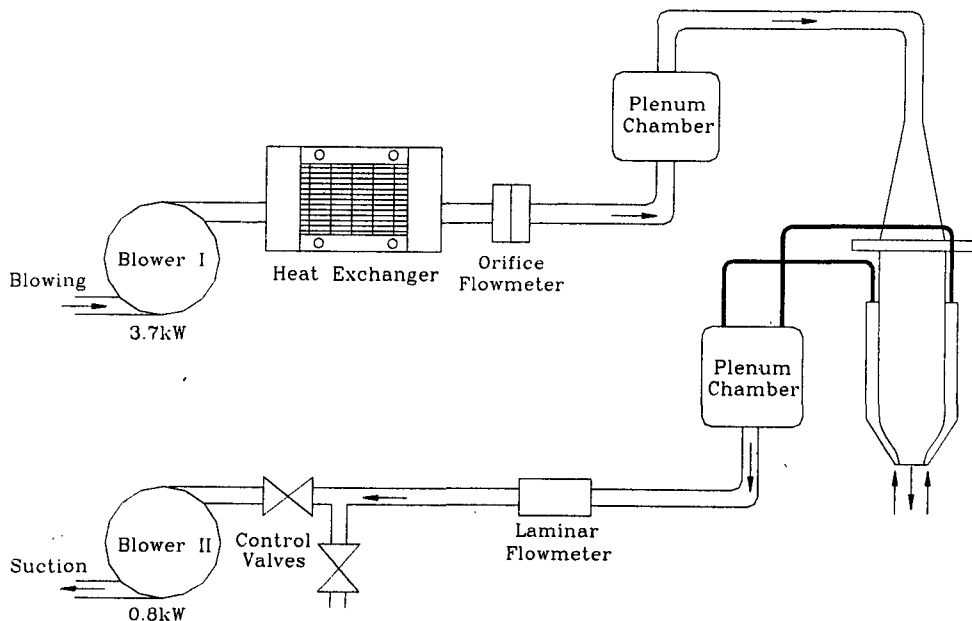 Plenum
Chamber
Blower I
Blowing
3.7kW
Heat Exchanger
Orifice
Flowmeter
Plenum
Chamber
Blower II
Suction
0.8kW
Control
Valves
Laminar
Flowmeter